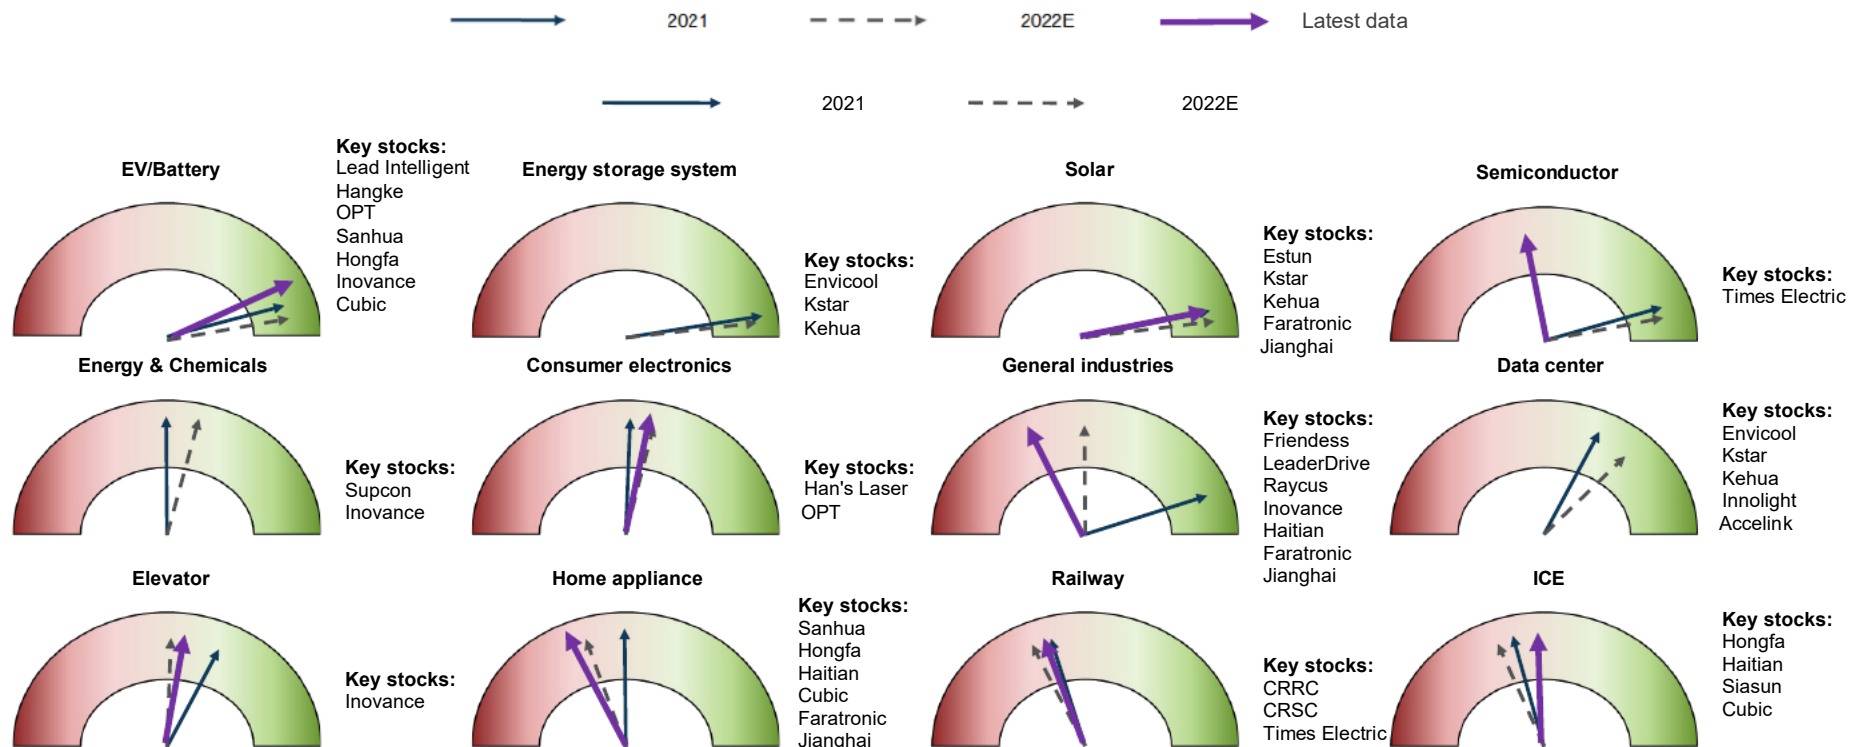 2021
2022E
Latest data
2021
2022E
EV/Battery
Key stocks:
Lead Intelligent
Hangke
OPT
Sanhua
Hongfa
Inovance
Cubic
Energy storage system
Key stocks:
Envicool
Kstar
Kehua
Solar
Key stocks:
Estun
Kstar
Kehua
Faratronic
Jianghai
Semiconductor
Key stocks:
Times Electric
Energy & Chemicals
Key stocks:
Supcon
Inovance
Consumer electronics
Key stocks:
Han's Laser
OPT
General industries
Key stocks:
Friendess
LeaderDrive
Raycus
Inovance
Haitian
Faratronic
Jianghai
Data center
Key stocks:
Envicool
Kstar
Kehua
Innolight
Accelink
Elevator
Key stocks:
Inovance
Home appliance
Key stocks:
Sanhua
Hongfa
Haitian
Cubic
Faratronic
Jianghai
Railway
Key stocks:
CRRC
CRSC
Times Electric
ICE
Key stocks:
Hongfa
Haitian
Siasun
Cubic